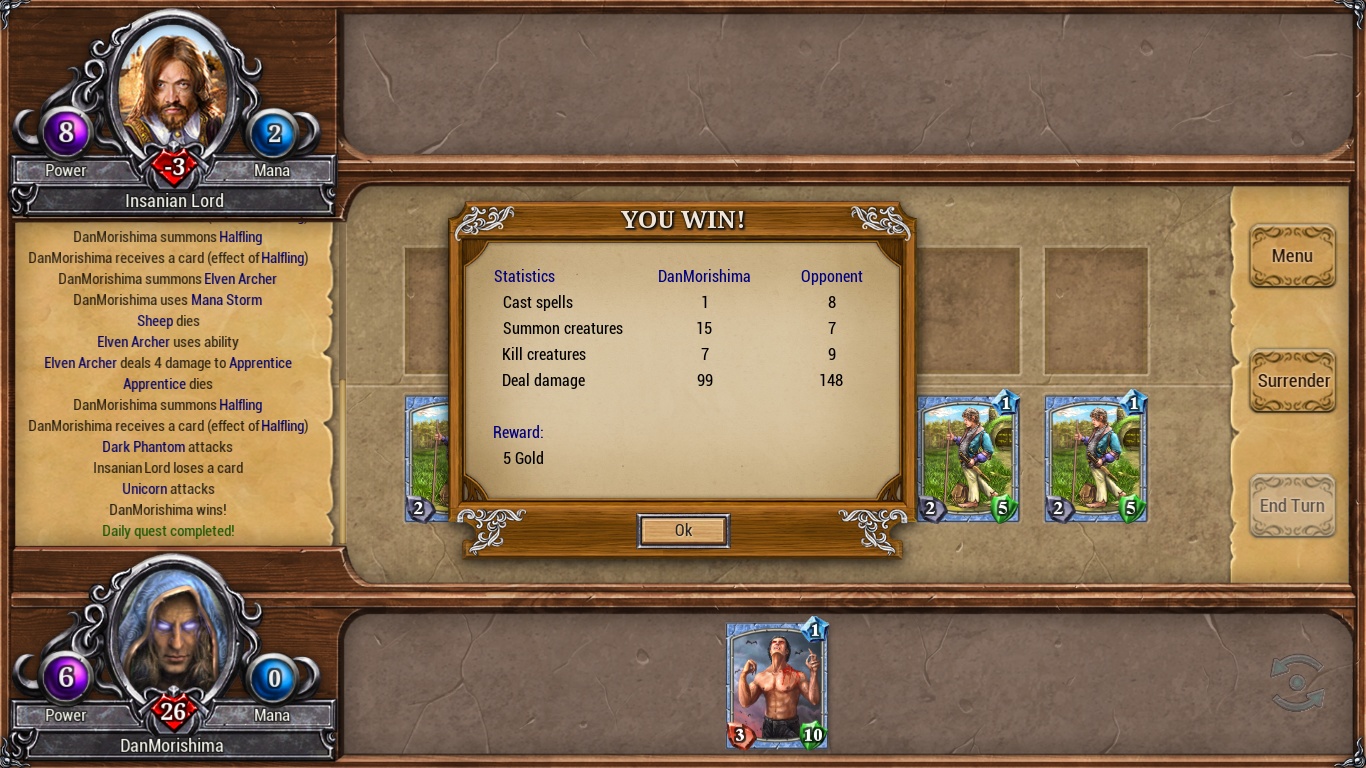 8
2
Power
-3
Mana
Insanian Lord
DanMorishima summons Halfling
DanMorishima receives a card (effect of Halfling)
DanMorishima summons Elven Archer
DanMorishima uses Mana Storm
Sheep dies
Elven Archer uses ability
Elven Archer deals 4 damage to Apprentice
Apprentice dies
DanMorishima summons Halfling
DanMorishima receives a card (effect of Halfling)
Dark Phantom attacks
Insanian Lord loses a card
Unicorn attacks
DanMorishima wins!
Daily quest completed!
YOU WIN!
Statistics DanMorishima Opponent
Cast spells 1 8
Summon creatures 15 7
Kill creatures 7 9
Deal damage 99 148
Reward:
5 Gold
Ok
2
1
2 5
1
2 5
Menu
Surrender
End Turn
6
0
Power
26
Mana
DanMorishima
1
3 10